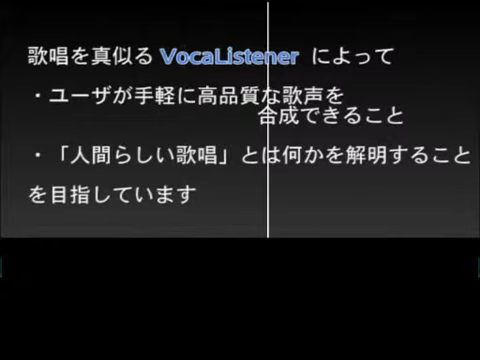 歌唱を真似る VocaListener によって
・ユーザが手軽に高品質な歌声を
合成できること
・「人間らしい歌唱」とは何かを解明すること
を目指しています